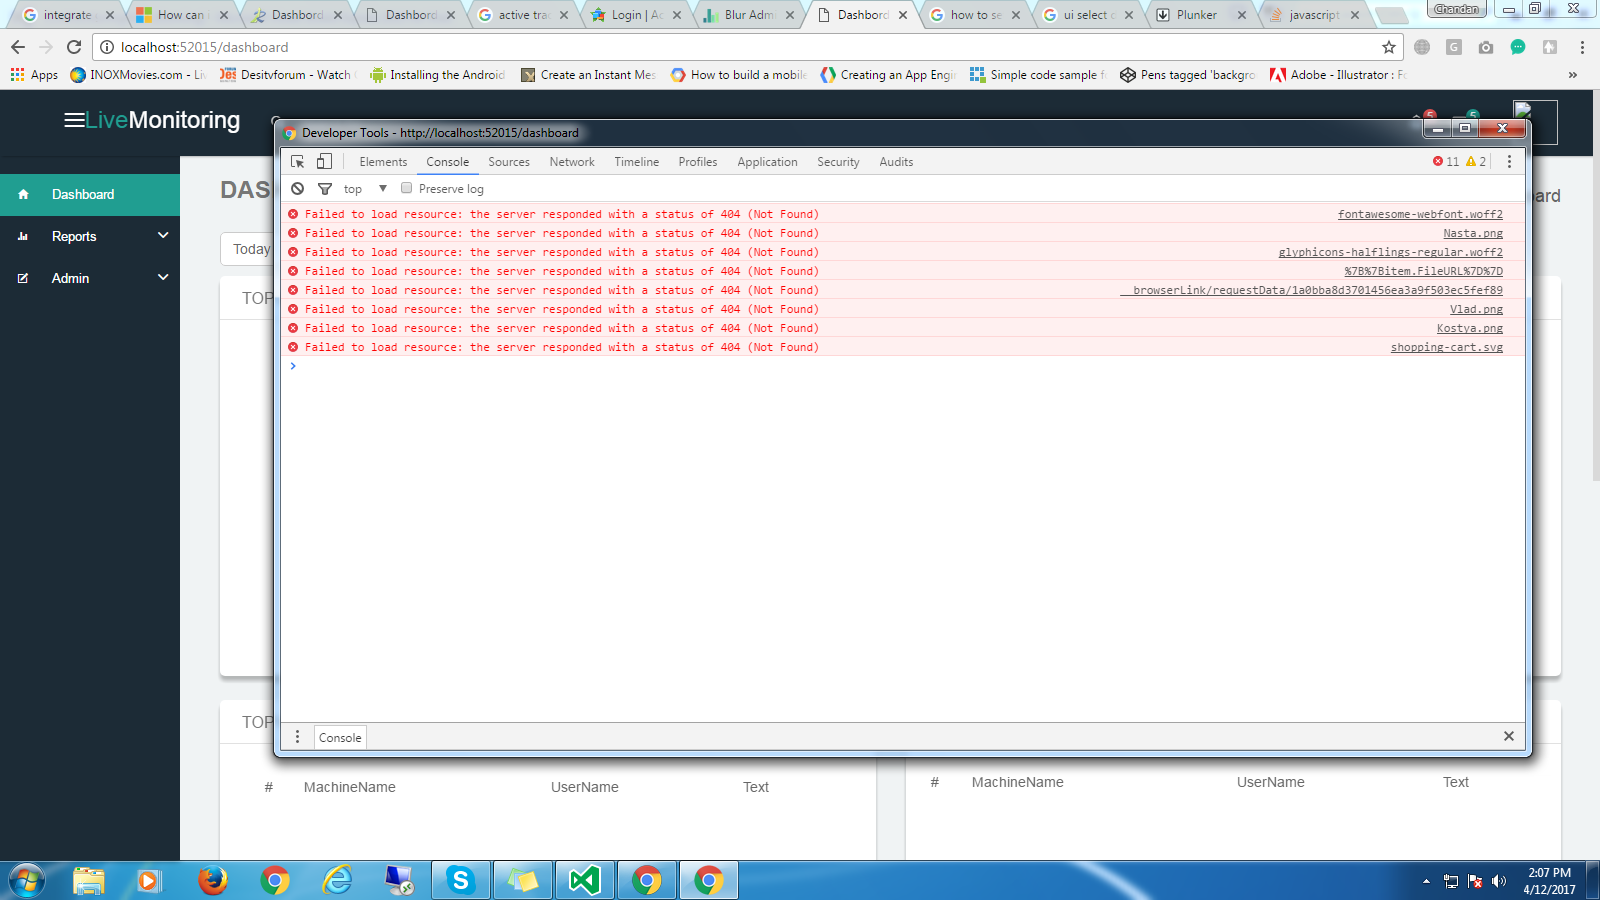 integrate
How can
Dashboard
Dashboard
active tra
Login | Ac
Blur Adm
Dashboard
how to se
ui select c
Plunker
javascript
Chandan
localhost:52015/dashboard
Apps
INOXMovies.com - Liv
Desitvforum - Watch
Installing the Android
Create an Instant Mes
How to build a mobile
Creating an App Engi
Simple code sample f
Pens tagged 'backgro
Adobe - Illustrator : Fo
»
LiveMonitoring
5
5
Developer Tools - http://localhost:52015/dashboard
Elements
Console
Sources
Network
Timeline
Profiles
Application
Security
Audits
11
2
top
Preserve log
Dashboard
Reports
Admin
DAS
ard
Today
TOP
Failed to load resource: the server responded with a status of 404 (Not Found) fontawesome-webfont.woff2
Failed to load resource: the server responded with a status of 404 (Not Found) Nasta.png
Failed to load resource: the server responded with a status of 404 (Not Found) glyphicons-halflings-regular.woff2
Failed to load resource: the server responded with a status of 404 (Not Found) %7B%7Bitem.FileURL%7D%7D
Failed to load resource: the server responded with a status of 404 (Not Found) __browserLink/requestData/1a0bba8d3701456ea3a9f503ec5fef89
Failed to load resource: the server responded with a status of 404 (Not Found) Vlad.png
Failed to load resource: the server responded with a status of 404 (Not Found) Kostya.png
Failed to load resource: the server responded with a status of 404 (Not Found) shopping-cart.svg
Console
TOP
# MachineName UserName Text
# MachineName UserName Text
2:07 PM
4/12/2017